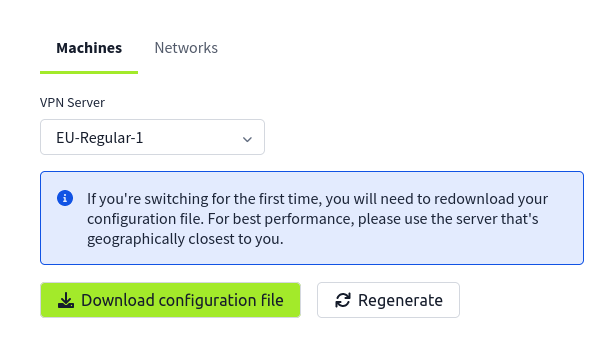 Machines Networks
VPN Server
EU-Regular-1
If you're switching for the first time, you will need to redownload your
configuration file. For best performance, please use the server that's
geographically closest to you.
Download configuration file Regenerate